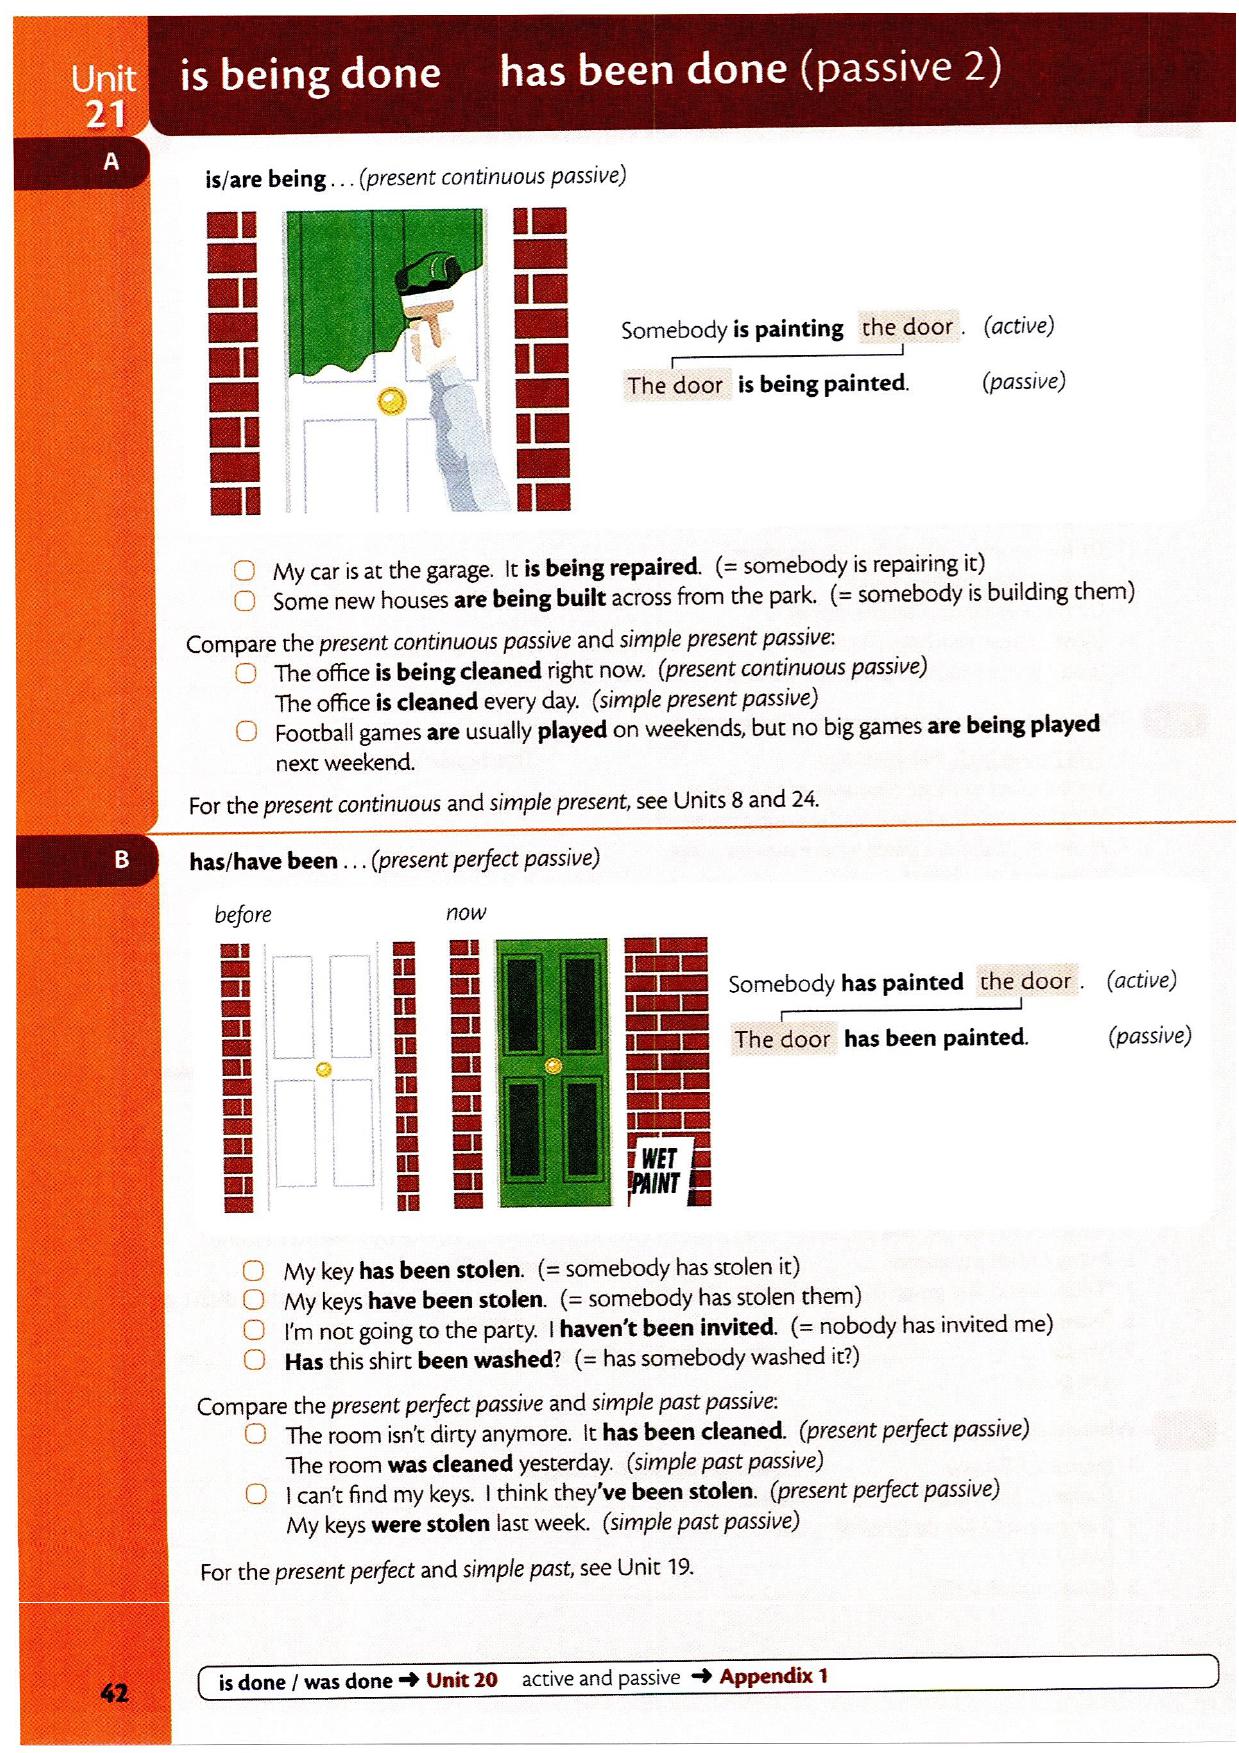 Unit
21
is being done has been done (passive 2)
A
is/are being . . . (present continuous passive)
Somebody is painting the door . (active)
The door is being painted. (passive)
My car is at the garage. It is being repaired. (= somebody is repairing it)
Some new houses are being built across from the park. (= somebody is building them)
Compare the present continuous passive and simple present passive:
The office is being cleaned right now. (present continuous passive)
The office is cleaned every day. (simple present passive)
Football games are usually played on weekends, but no big games are being played
next weekend.
For the present continuous and simple present, see Units 8 and 24.
B
has/have been . . . (present perfect passive)
before now
Somebody has painted the door . (active)
The door has been painted. (passive)
WET
PAINT
My key has been stolen. (= somebody has stolen it)
My keys have been stolen. (= somebody has stolen them)
I'm not going to the party. I haven't been invited. (= nobody has invited me)
Has this shirt been washed? (= has somebody washed it?)
Compare the present perfect passive and simple past passive:
The room isn't dirty anymore. It has been cleaned. (present perfect passive)
The room was cleaned yesterday. (simple past passive)
I can't find my keys. I think they've been stolen. (present perfect passive)
My keys were stolen last week. (simple past passive)
For the present perfect and simple past, see Unit 19.
42
is done / was done → Unit 20 active and passive → Appendix 1